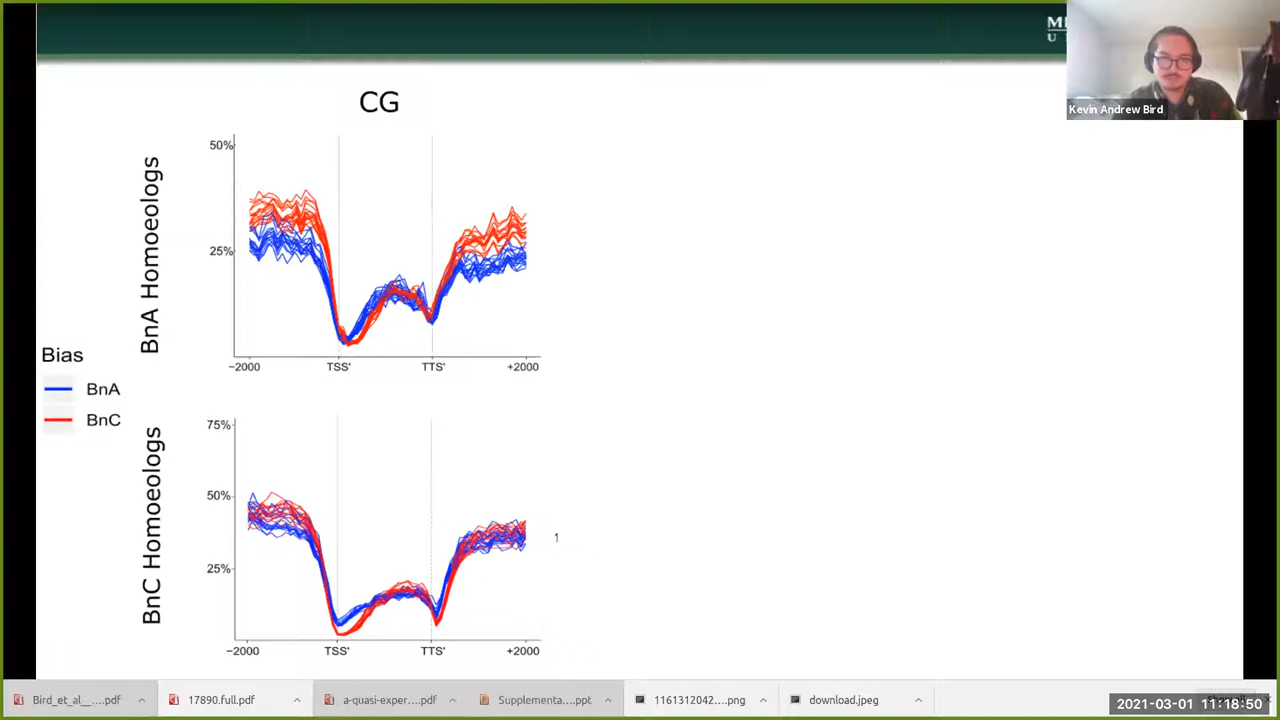 CG
BnA Homoeologs
50%
25%
−2000 TSS' TTS' +2000
Bias
BnA
BnC
BnC Homoeologs
75%
50%
25%
−2000 TSS' TTS' +2000
Kevin Andrew Bird
Bird_et_al_....pdf 17890.full.pdf a-quasi-exper....pdf Supplementa....ppt 1161312042....png download.jpeg
2021-03-01 11:18:50